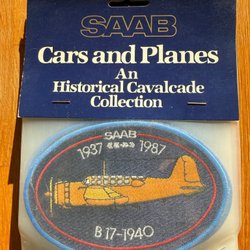 SAAB
Cars and Planes
An
Historical Cavalcade
Collection
SAAB
1937 1987
B 17-1940